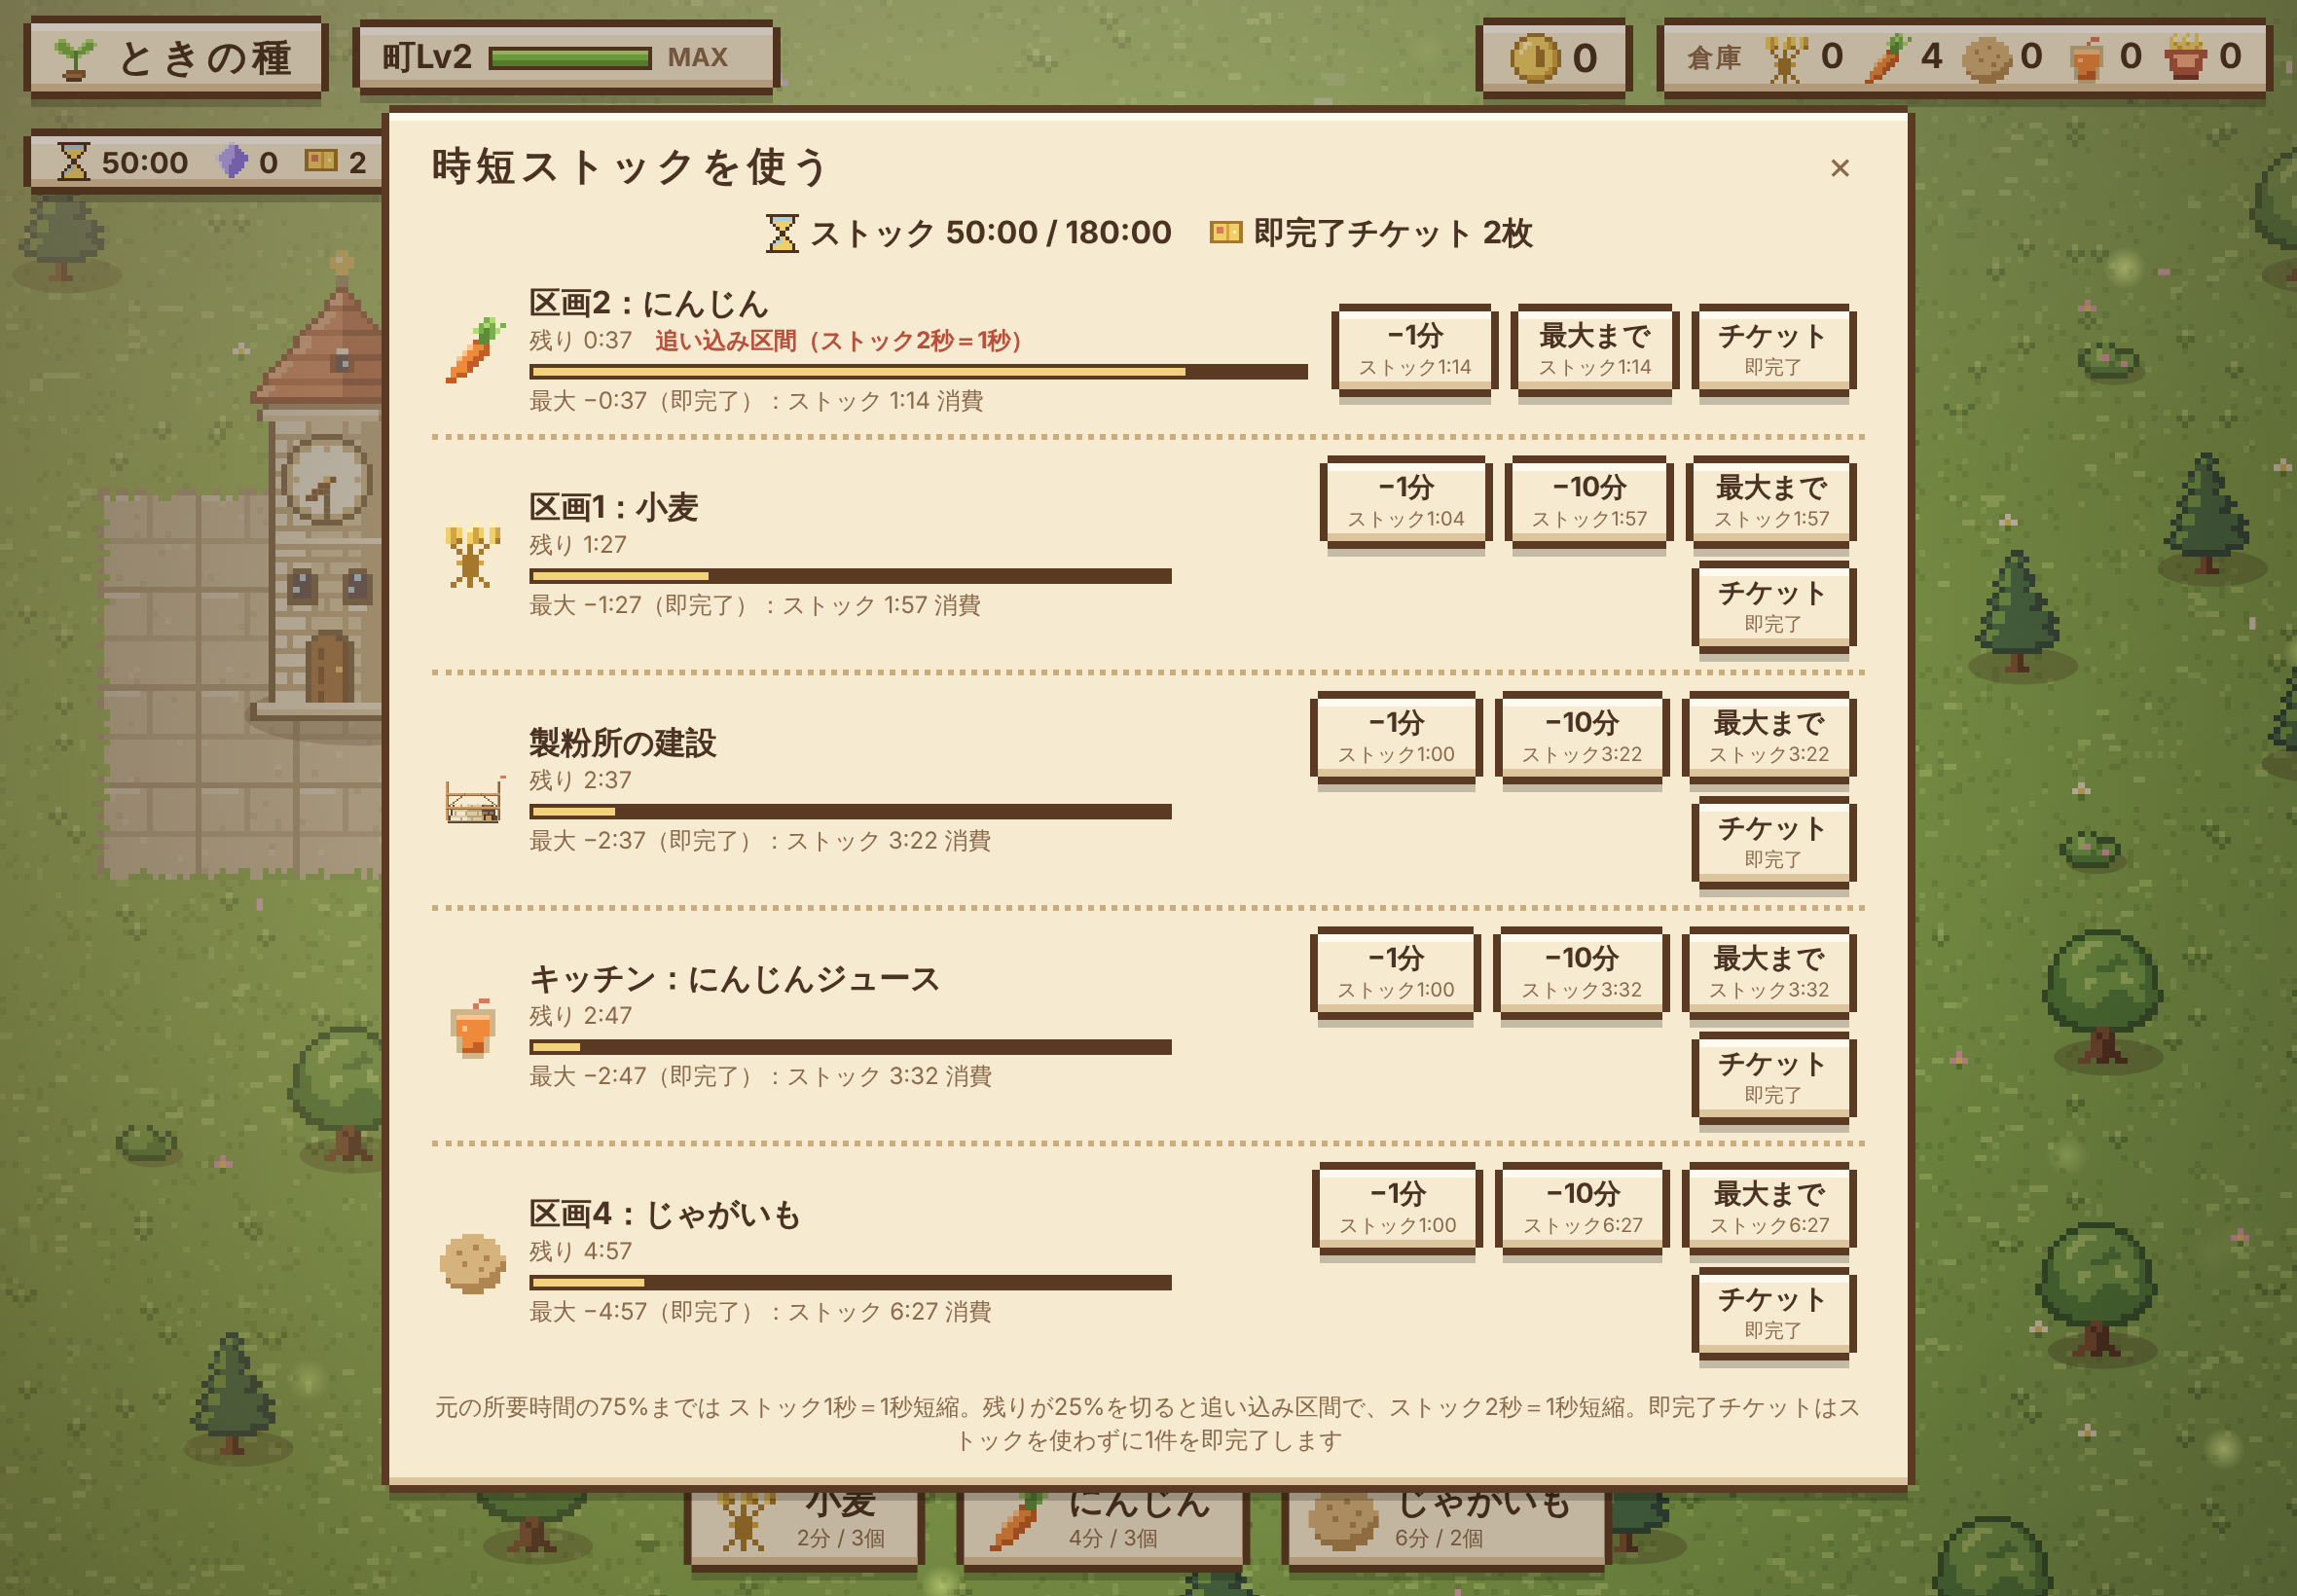 ときの種
町Lv2 MAX
0
倉庫 0 4 0 0 0
50:00 0 2
時短ストックを使う
×
ストック 50:00 / 180:00 即完了チケット 2枚
区画2：にんじん
残り 0:37 追い込み区間（ストック2秒＝1秒）
最大 −0:37（即完了）：ストック 1:14 消費
−1分
ストック1:14
最大まで
ストック1:14
チケット
即完了
区画1：小麦
残り 1:27
最大 −1:27（即完了）：ストック 1:57 消費
−1分
ストック1:04
−10分
ストック1:57
最大まで
ストック1:57
チケット
即完了
製粉所の建設
残り 2:37
最大 −2:37（即完了）：ストック 3:22 消費
−1分
ストック1:00
−10分
ストック3:22
最大まで
ストック3:22
チケット
即完了
キッチン：にんじんジュース
残り 2:47
最大 −2:47（即完了）：ストック 3:32 消費
−1分
ストック1:00
−10分
ストック3:32
最大まで
ストック3:32
チケット
即完了
区画4：じゃがいも
残り 4:57
最大 −4:57（即完了）：ストック 6:27 消費
−1分
ストック1:00
−10分
ストック6:27
最大まで
ストック6:27
チケット
即完了
元の所要時間の75%までは ストック1秒＝1秒短縮。残りが25%を切ると追い込み区間で、ストック2秒＝1秒短縮。即完了チケットはス
トックを使わずに1件を即完了します
小麦
2分 / 3個
にんじん
4分 / 3個
じゃがいも
6分 / 2個